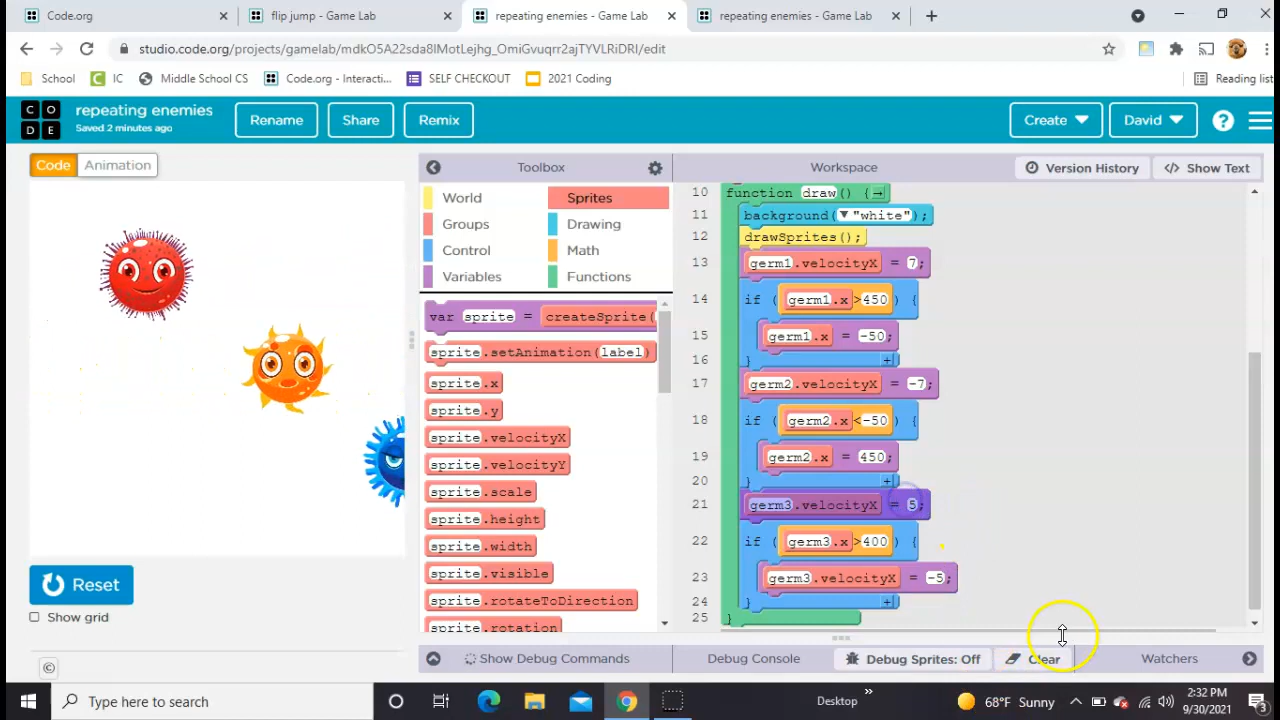 Code.org
flip jump - Game Lab
repeating enemies - Game Lab
repeating enemies - Game Lab
studio.code.org/projects/gamelab/mdkO5A22sda8lMotLejhg_OmiGvuqrr2ajTYVLRiDRI/edit
School
IC
Middle School CS
Code.org - Interacti...
SELF CHECKOUT
2021 Coding
Reading list
CODE
repeating enemies
Saved 2 minutes ago
Rename
Share
Remix
Create
David
?
Code
Animation
Toolbox
Workspace
Version History
</> Show Text
World
Sprites
Groups
Drawing
Control
Math
Variables
Functions
var sprite = createSprite(
sprite.setAnimation(label)
sprite.x
sprite.y
sprite.velocityX
sprite.velocityY
sprite.scale
sprite.height
sprite.width
sprite.visible
sprite.rotateToDirection
sprite.rotation
10 function draw() {
11 background("white");
12 drawSprites();
13 germ1.velocityX = 7;
14 if (germ1.x>450) {
15 germ1.x = -50;
16 }
17 germ2.velocityX = -7;
18 if (germ2.x<-50) {
19 germ2.x = 450;
20 }
21 germ3.velocityX = 5;
22 if (germ3.x>400) {
23 germ3.velocityX = -5;
24 }
25 }
Reset
Show grid
©
Show Debug Commands
Debug Console
Debug Sprites: Off
Clear
Watchers
Type here to search
Desktop
68°F Sunny
2:32 PM
9/30/2021
3